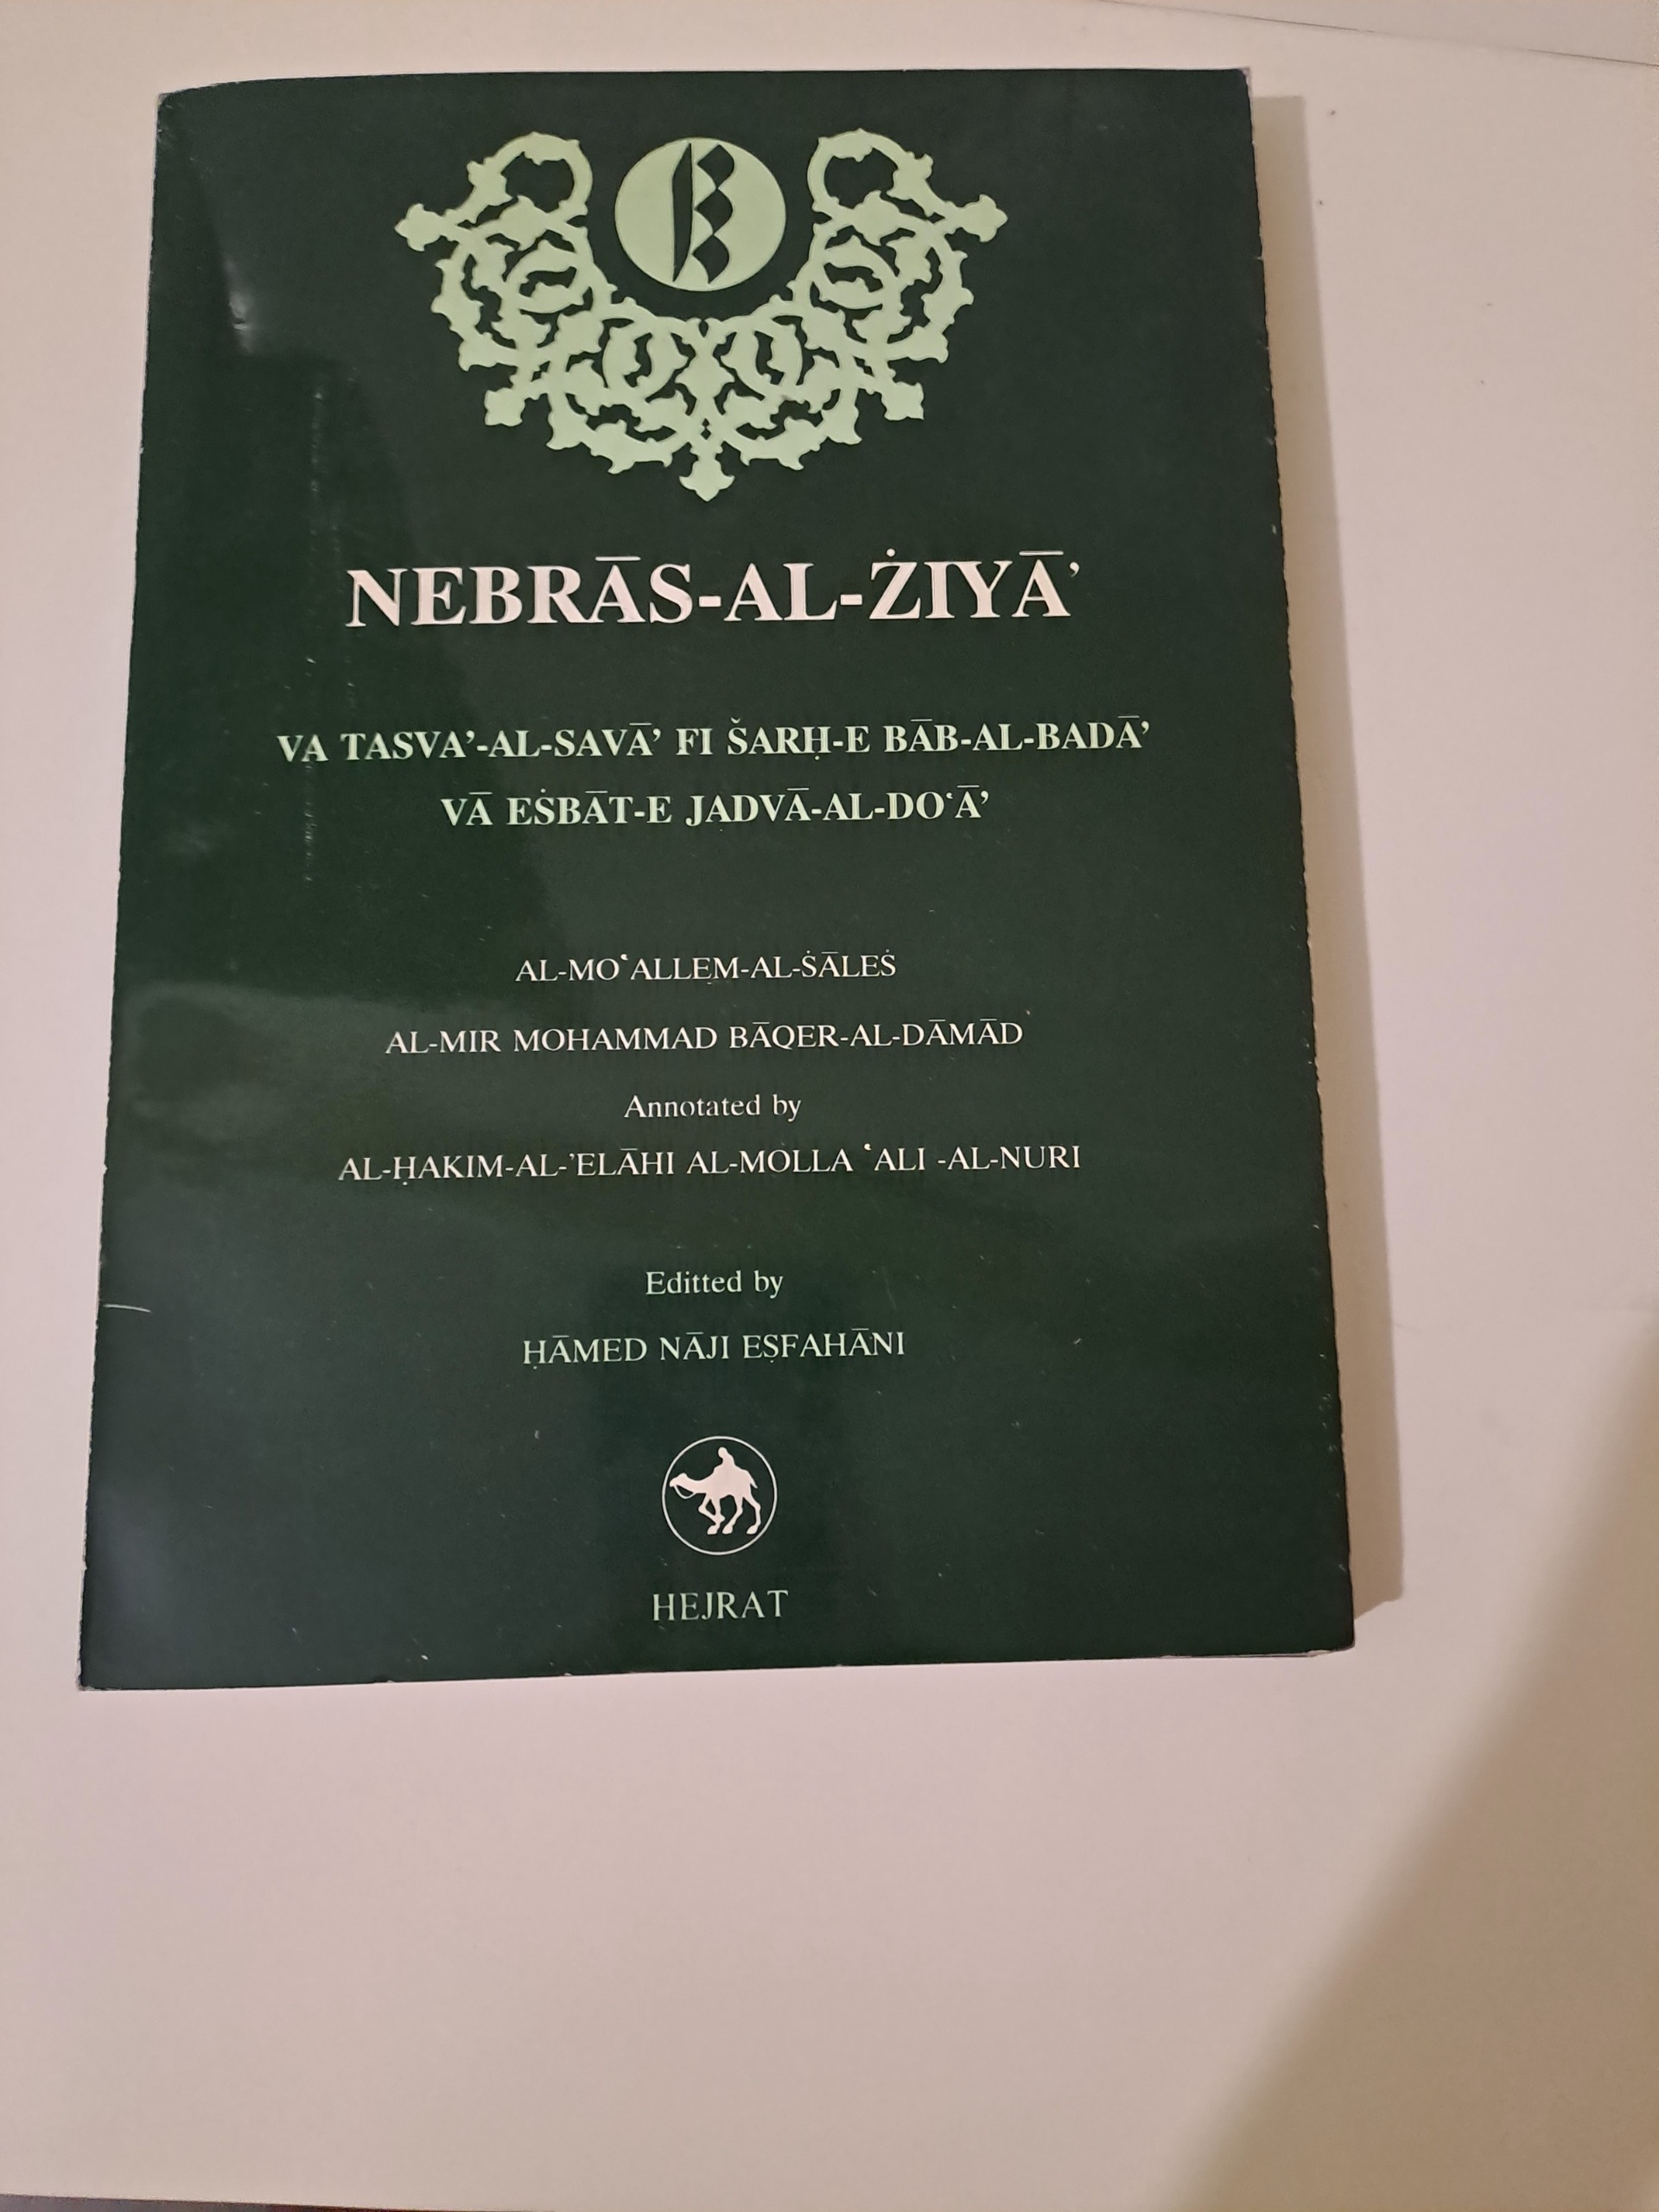 NEBRĀS-AL-ŻIYĀ’
VA TASVA’-AL-SAVĀ’ FI ŠARḤ-E BĀB-AL-BADĀ’
VĀ EṠBĀT-E JADVĀ-AL-DO‘Ā’
AL-MO‘ALLEM-AL-ṠĀLEṠ
AL-MIR MOHAMMAD BĀQER-AL-DĀMĀD
Annotated by
AL-ḤAKIM-AL-’ELĀHI AL-MOLLA ‘ALI -AL-NURI
Editted by
ḤĀMED NĀJI EṢFAHĀNI
HEJRAT